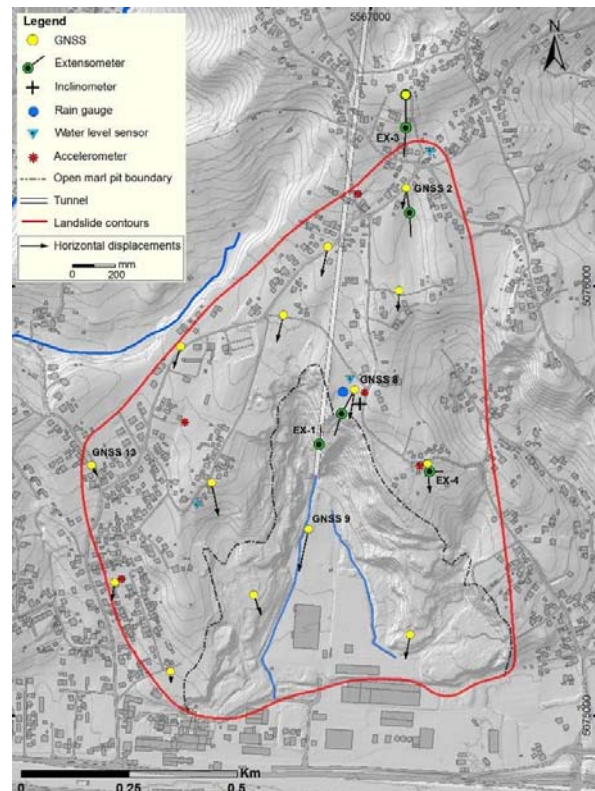 5567000
Legend
GNSS
Extensometer
Inclinometer
Rain gauge
Water level sensor
Accelerometer
Open marl pit boundary
Tunnel
Landslide contours
Horizontal displacements
mm
0 200
N
EX-3
GNSS 2
5076000
GNSS 8
EX-1
GNSS 13
EX-4
GNSS 9
5075000
Km
0 0.25 0.5